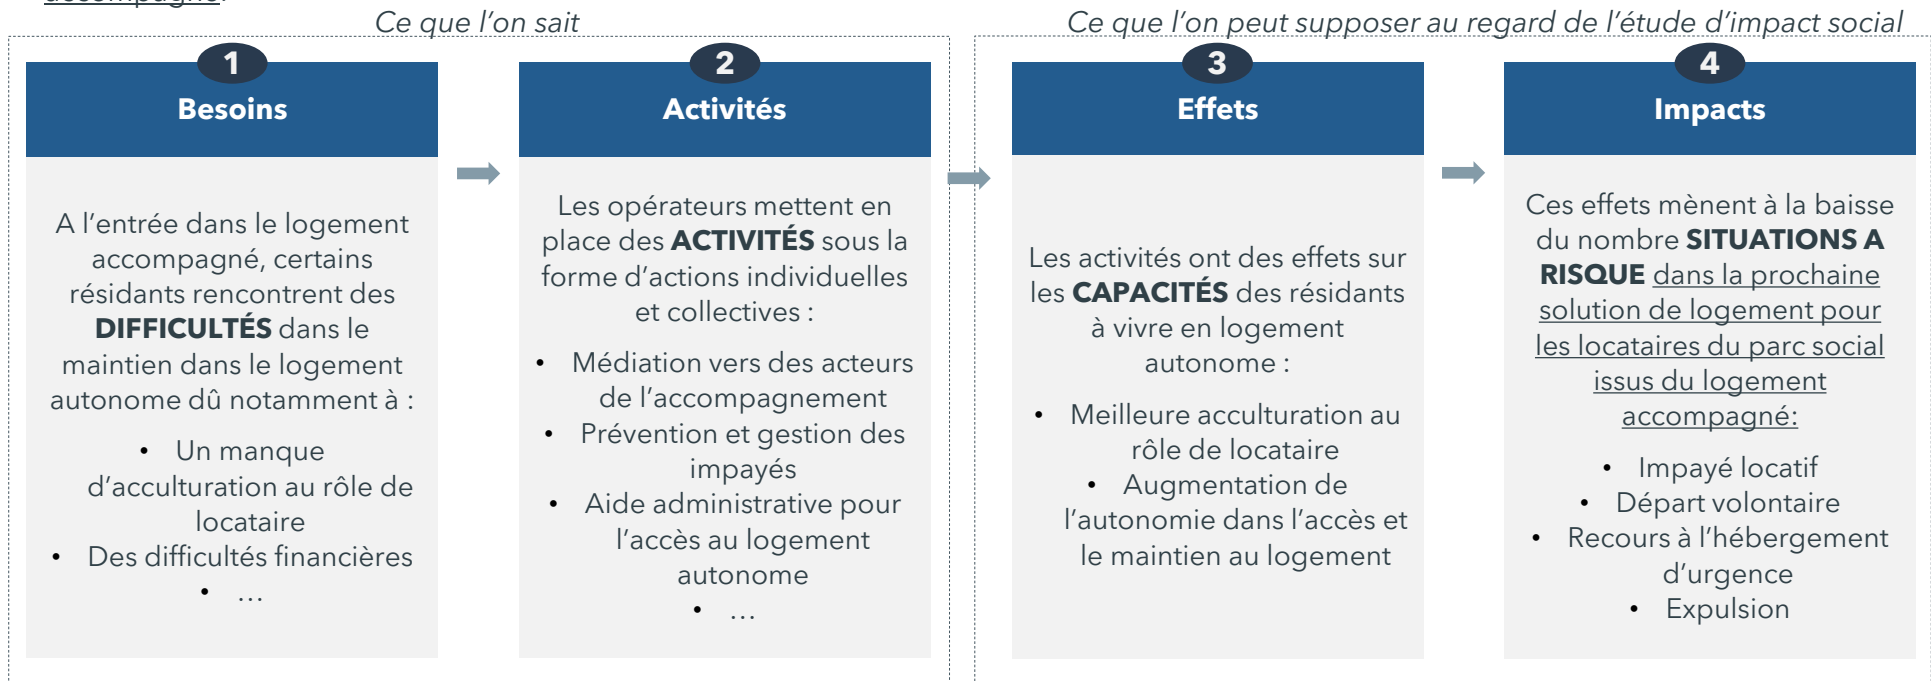 accompagné.
Ce que l'on sait
Ce que l'on peut supposer au regard de l'étude d'impact social
1
Besoins
A l'entrée dans le logement
accompagné, certains
résidants rencontrent des
DIFFICULTÉS dans le
maintien dans le logement
autonome dû notamment à :
• Un manque
d'acculturation au rôle de
locataire
• Des difficultés financières
• …
2
Activités
Les opérateurs mettent en
place des ACTIVITÉS sous la
forme d'actions individuelles
et collectives :
• Médiation vers des acteurs
de l'accompagnement
• Prévention et gestion des
impayés
• Aide administrative pour
l'accès au logement
autonome
• …
3
Effets
Les activités ont des effets sur
les CAPACITÉS des résidants
à vivre en logement
autonome :
• Meilleure acculturation au
rôle de locataire
• Augmentation de
l'autonomie dans l'accès et
le maintien au logement
4
Impacts
Ces effets mènent à la baisse
du nombre SITUATIONS A
RISQUE dans la prochaine
solution de logement pour
les locataires du parc social
issus du logement
accompagné:
• Impayé locatif
• Départ volontaire
• Recours à l'hébergement
d'urgence
• Expulsion